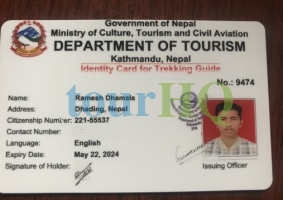 Government of Nepal
Ministry of Culture, Tourism and Civil Aviation
DEPARTMENT OF TOURISM
Kathmandu, Nepal
Identity Card for Trekking Guide
No.: 9474
Name: Ramesh Dhamala
Address: Dhading, Nepal
Citizenship Number: 221-55537
Contact Number:
Language: English
Expiry Date: May 22, 2024
Signature of Holder:
Issuing Officer
tourHQ